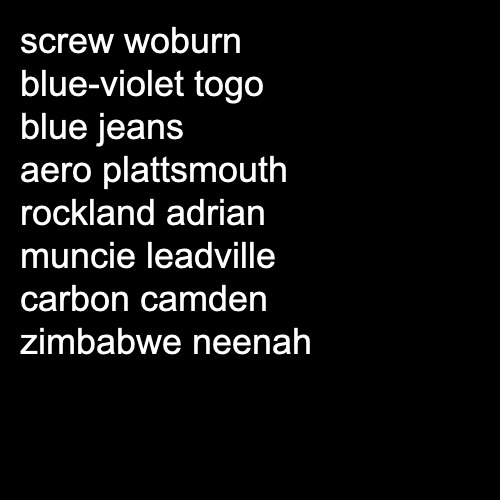 screw woburn
blue-violet togo
blue jeans
aero plattsmouth
rockland adrian
muncie leadville
carbon camden
zimbabwe neenah